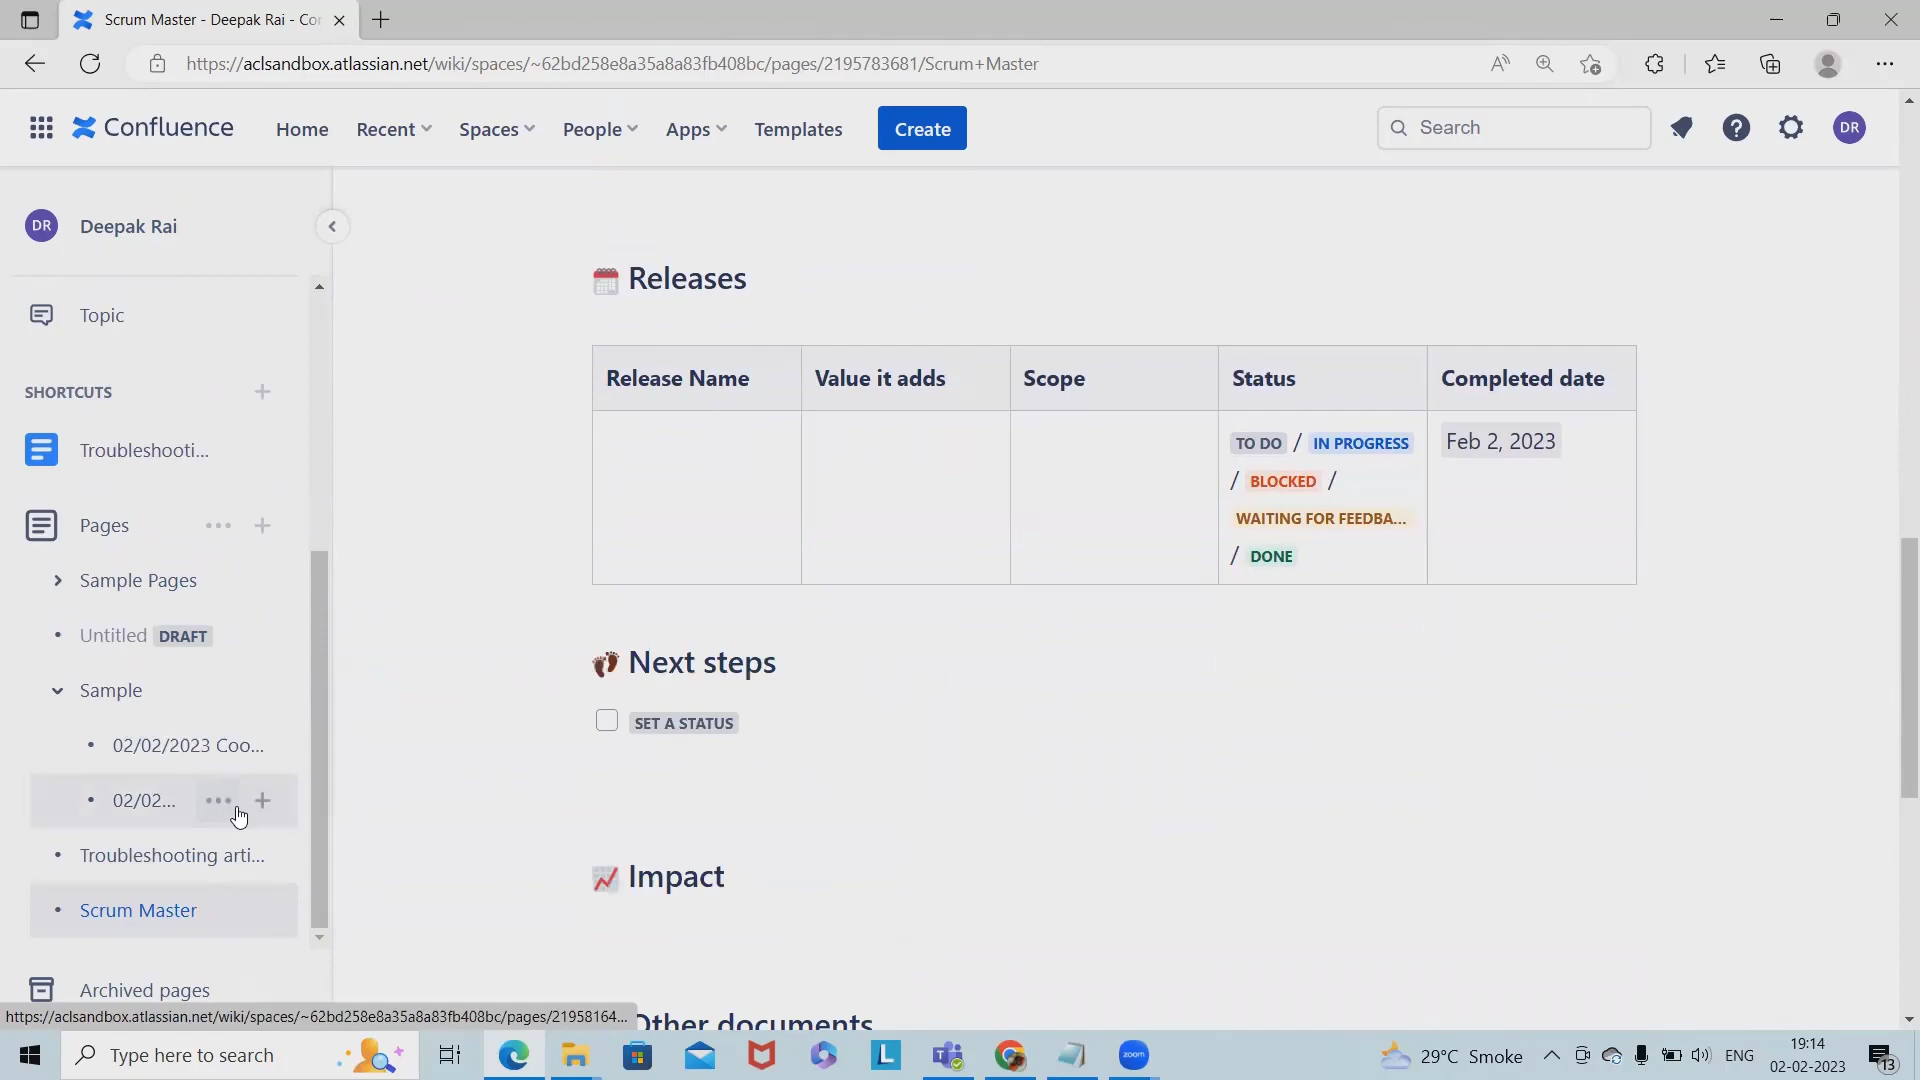 Scrum Master - Deepak Rai - Co
https://aclsandbox.atlassian.net/wiki/spaces/~62bd258e8a35a8a83fb408bc/pages/2195783681/Scrum+Master
Confluence
Home
Recent
Spaces
People
Apps
Templates
Create
Search
DR
DR
Deepak Rai
Topic
SHORTCUTS
Troubleshooti...
Pages
Sample Pages
Untitled DRAFT
Sample
02/02/2023 Coo...
02/02...
Troubleshooting arti...
Scrum Master
Archived pages
Releases
Release Name Value it adds Scope Status Completed date
TO DO / IN PROGRESS
/ BLOCKED /
WAITING FOR FEEDBA...
/ DONE
Feb 2, 2023
Next steps
SET A STATUS
Impact
Other documents
https://aclsandbox.atlassian.net/wiki/spaces/~62bd258e8a35a8a83fb408bc/pages/21958164...
Type here to search
L
zoom
29°C Smoke
ENG
19:14
02-02-2023
13